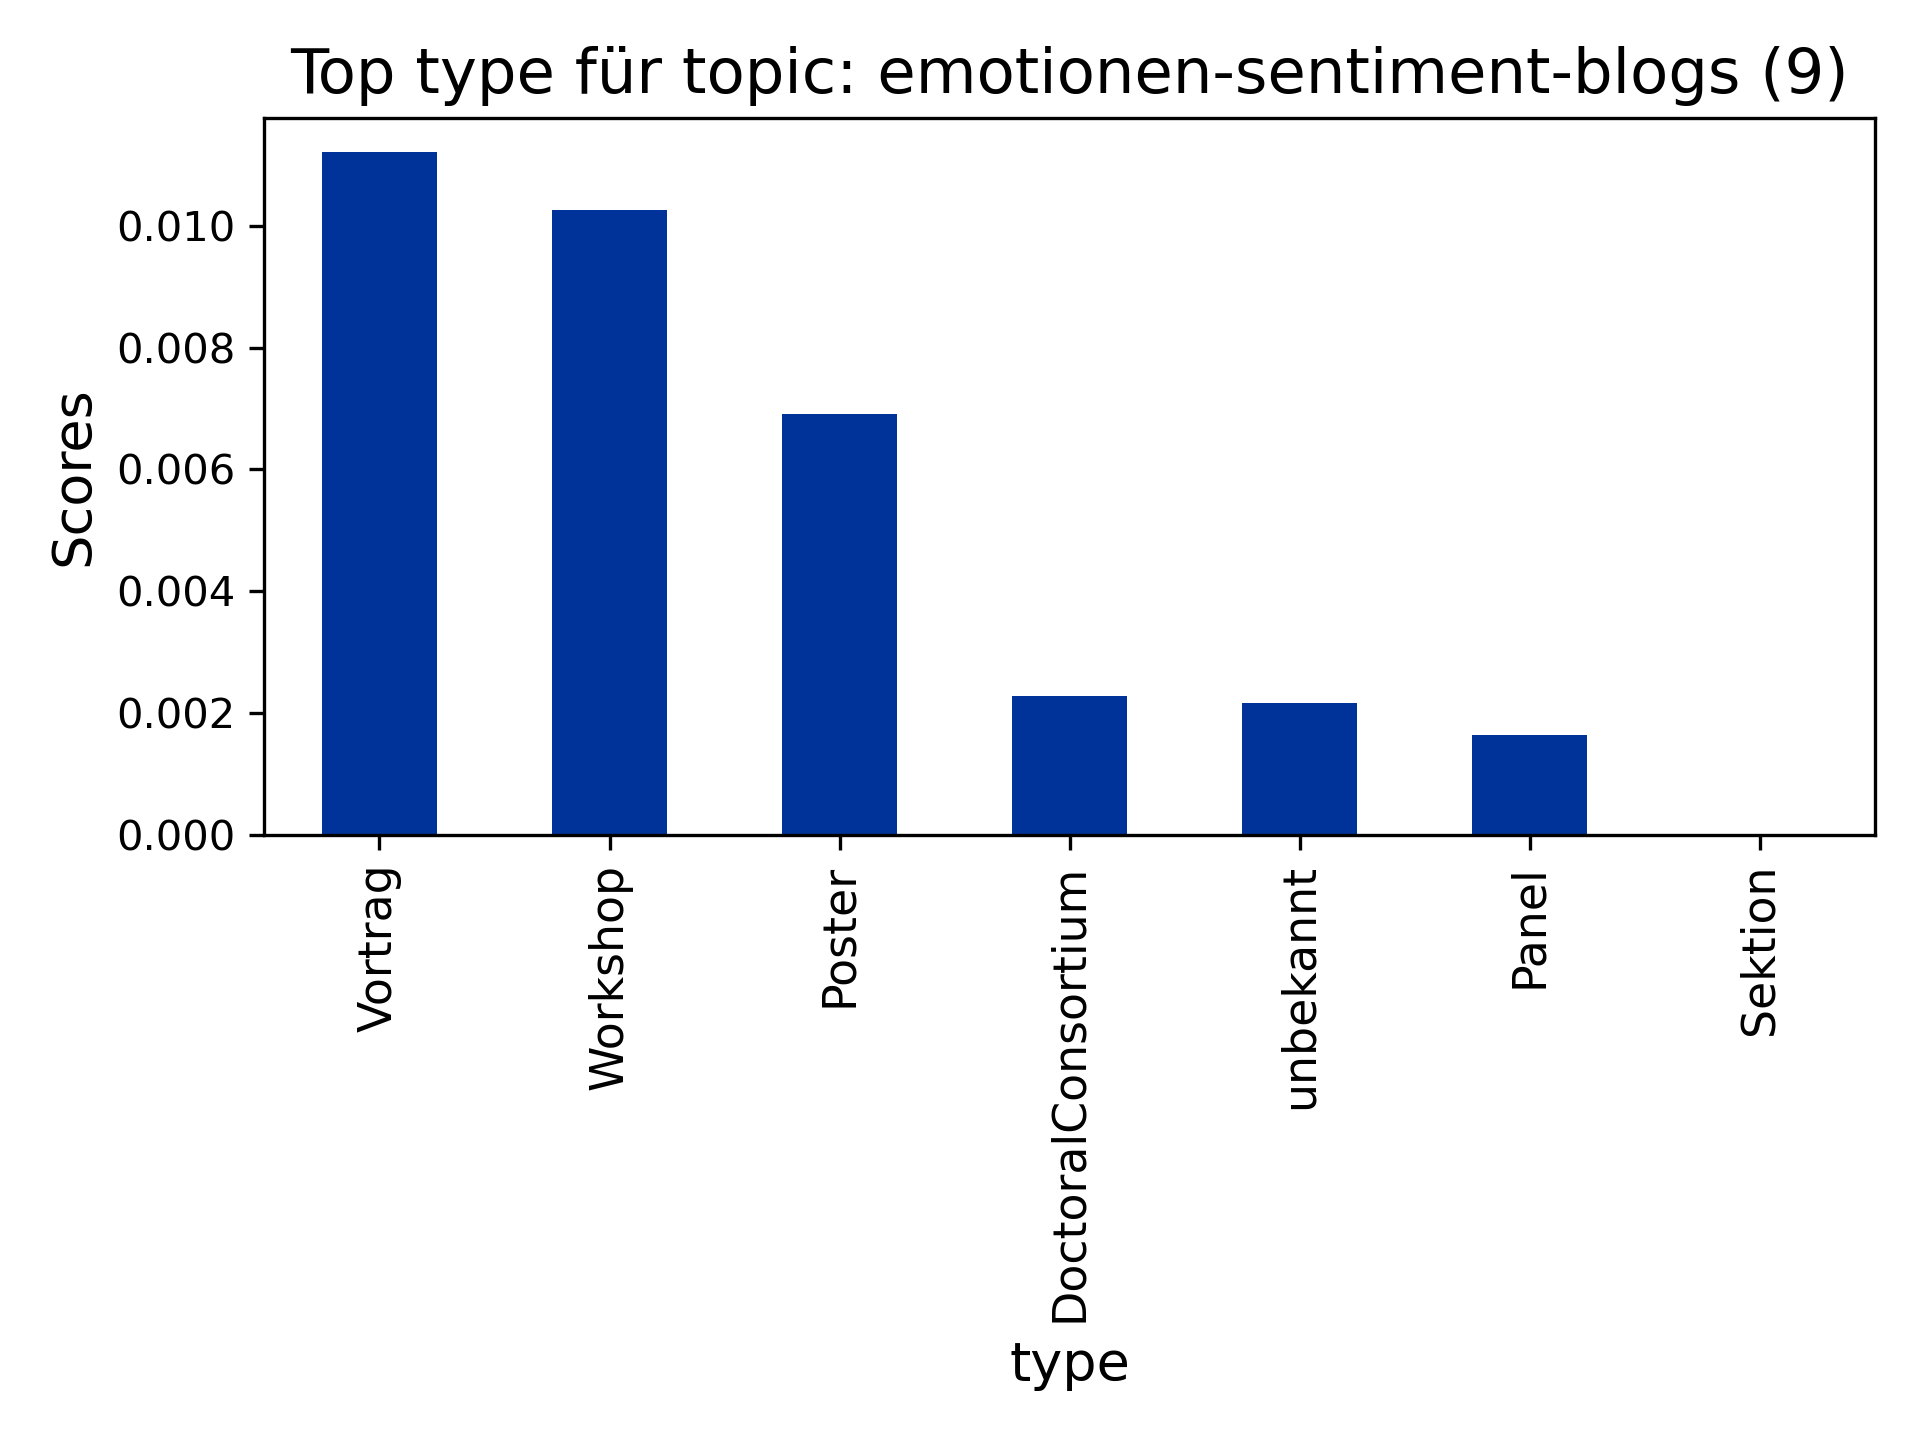 Top type für topic: emotionen-sentiment-blogs (9)
Scores
0.010
0.008
0.006
0.004
0.002
0.000
Vortrag
Workshop
Poster
DoctoralConsortium
unbekannt
Panel
Sektion
type